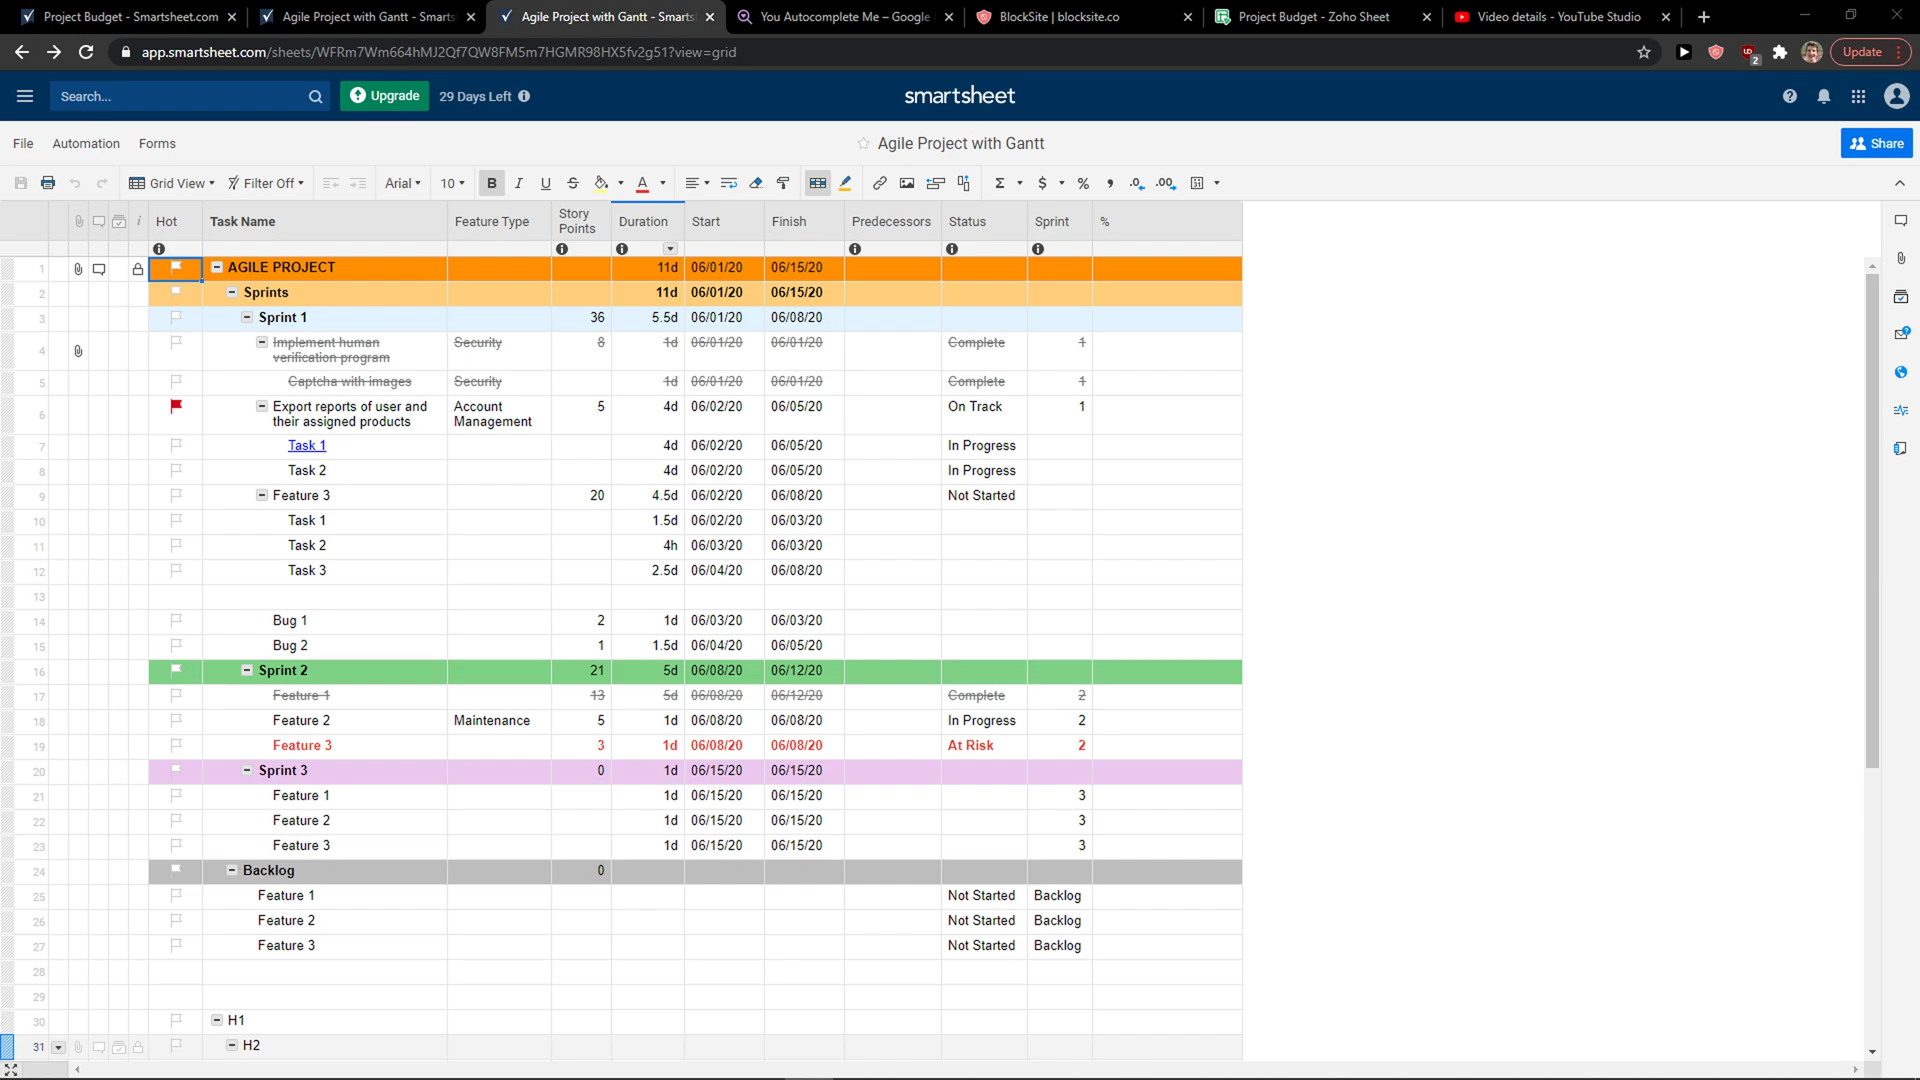 Project Budget - Smartsheet.com
Agile Project with Gantt - Smarts
Agile Project with Gantt - Smarts
You Autocomplete Me – Google
BlockSite | blocksite.co
Project Budget - Zoho Sheet
Video details - YouTube Studio
app.smartsheet.com/sheets/WFRm7Wm664hMJ2Qf7QW8FM5m7HGMR98HX5fv2g51?view=grid
2
Update
Search...
Upgrade
29 Days Left
smartsheet
File Automation Forms
Agile Project with Gantt
Share
Grid View Filter Off Arial 10 B I U S A Σ $ % , .0 .00
Hot Task Name Feature Type Story Points Duration Start Finish Predecessors Status Sprint %
1 AGILE PROJECT 11d 06/01/20 06/15/20
2 Sprints 11d 06/01/20 06/15/20
3 Sprint 1 36 5.5d 06/01/20 06/08/20
4 Implement human verification program Security 8 1d 06/01/20 06/01/20 Complete 1
5 Captcha with images Security 1d 06/01/20 06/01/20 Complete 1
6 Export reports of user and their assigned products Account Management 5 4d 06/02/20 06/05/20 On Track 1
7 Task 1 4d 06/02/20 06/05/20 In Progress
8 Task 2 4d 06/02/20 06/05/20 In Progress
9 Feature 3 20 4.5d 06/02/20 06/08/20 Not Started
10 Task 1 1.5d 06/02/20 06/03/20
11 Task 2 4h 06/03/20 06/03/20
12 Task 3 2.5d 06/04/20 06/08/20
13
14 Bug 1 2 1d 06/03/20 06/03/20
15 Bug 2 1 1.5d 06/04/20 06/05/20
16 Sprint 2 21 5d 06/08/20 06/12/20
17 Feature 1 13 5d 06/08/20 06/12/20 Complete 2
18 Feature 2 Maintenance 5 1d 06/08/20 06/08/20 In Progress 2
19 Feature 3 3 1d 06/08/20 06/08/20 At Risk 2
20 Sprint 3 0 1d 06/15/20 06/15/20
21 Feature 1 1d 06/15/20 06/15/20 3
22 Feature 2 1d 06/15/20 06/15/20 3
23 Feature 3 1d 06/15/20 06/15/20 3
24 Backlog 0
25 Feature 1 Not Started Backlog
26 Feature 2 Not Started Backlog
27 Feature 3 Not Started Backlog
28
29
30 H1
31 H2